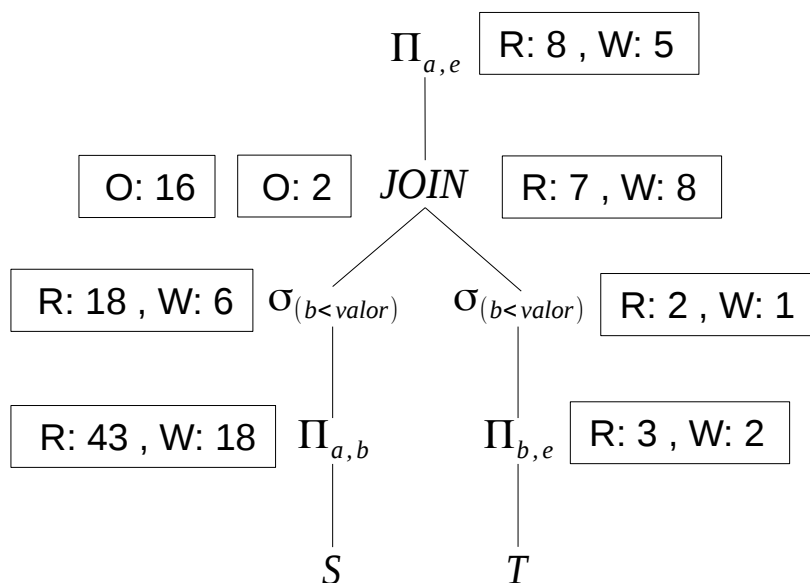 Π a,e R: 8 , W: 5
O: 16 O: 2 JOIN R: 7 , W: 8
R: 18 , W: 6 σ (b<valor) σ (b<valor) R: 2 , W: 1
R: 43 , W: 18 Π a,b Π b,e R: 3 , W: 2
S T